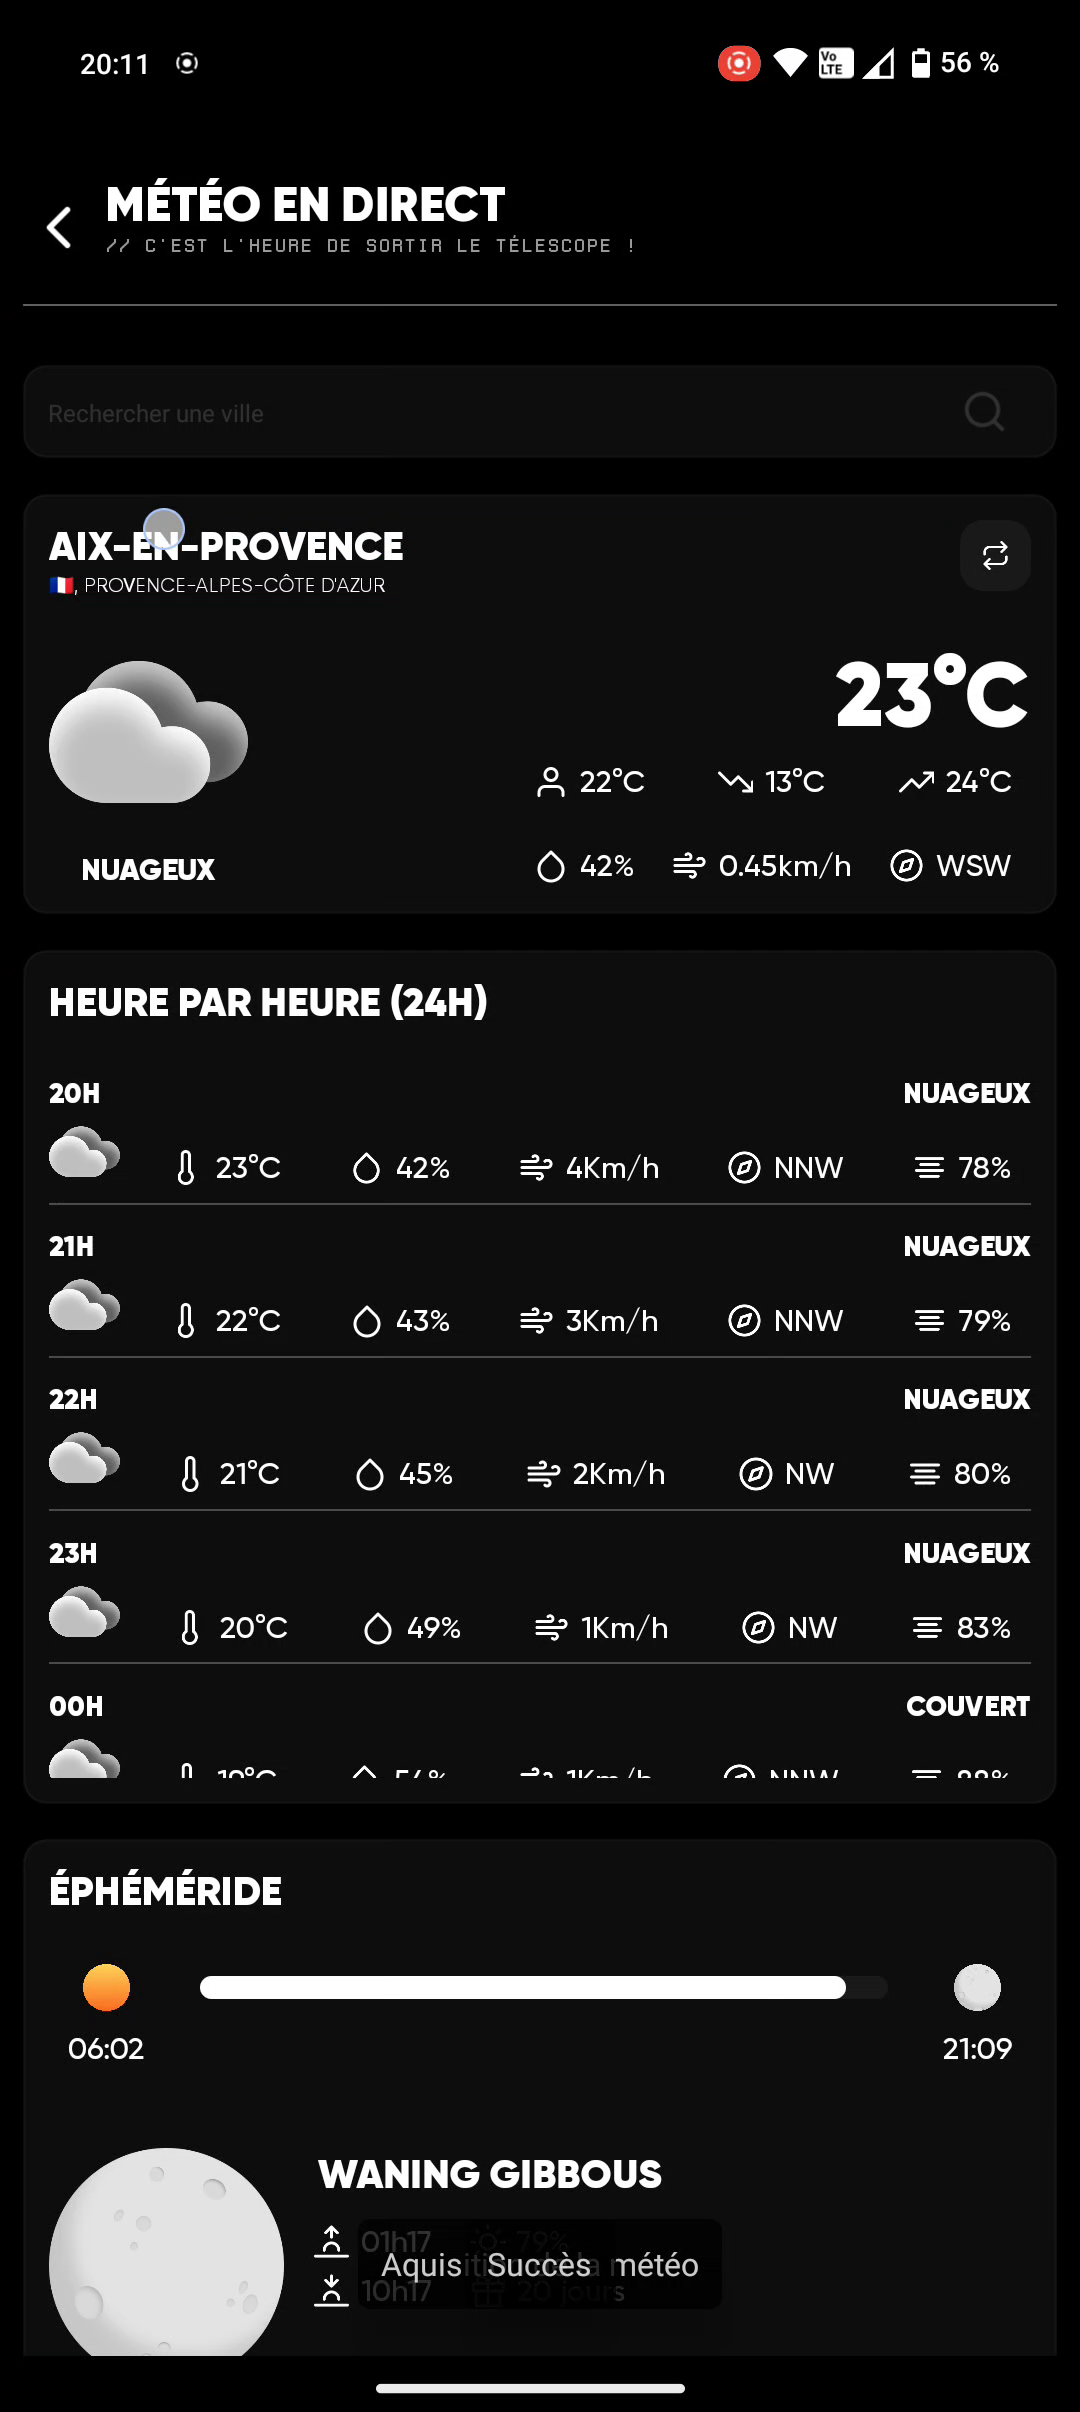 20:11
Vo LTE
56 %
MÉTÉO EN DIRECT
// C'EST L'HEURE DE SORTIR LE TÉLESCOPE !
Rechercher une ville
AIX-EN-PROVENCE
, PROVENCE-ALPES-CÔTE D'AZUR
23°C
22°C 13°C 24°C
NUAGEUX
42% 0.45km/h WSW
HEURE PAR HEURE (24H)
20H NUAGEUX
23°C 42% 4Km/h NNW 78%
21H NUAGEUX
22°C 43% 3Km/h NNW 79%
22H NUAGEUX
21°C 45% 2Km/h NW 80%
23H NUAGEUX
20°C 49% 1Km/h NW 83%
00H COUVERT
1Km/h NNW
ÉPHÉMÉRIDE
06:02 21:09
WANING GIBBOUS
01h17 79%
Succès météo
10h17 20 jours